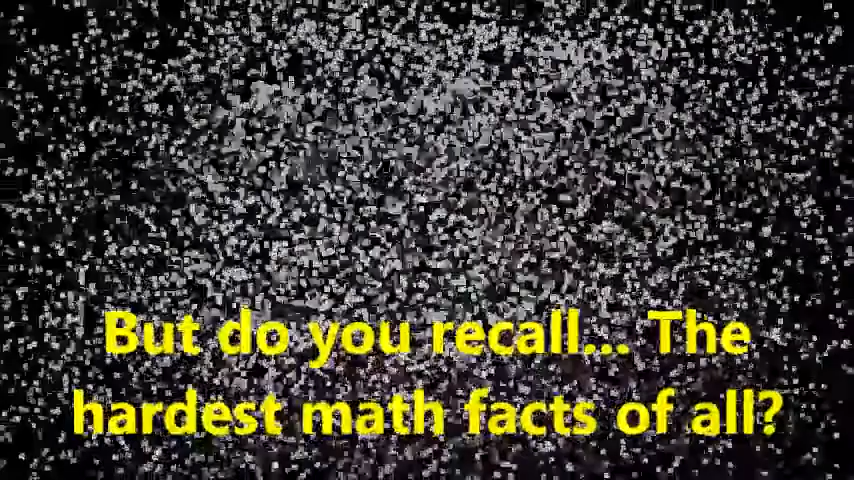 But do you recall... The
hardest math facts of all?